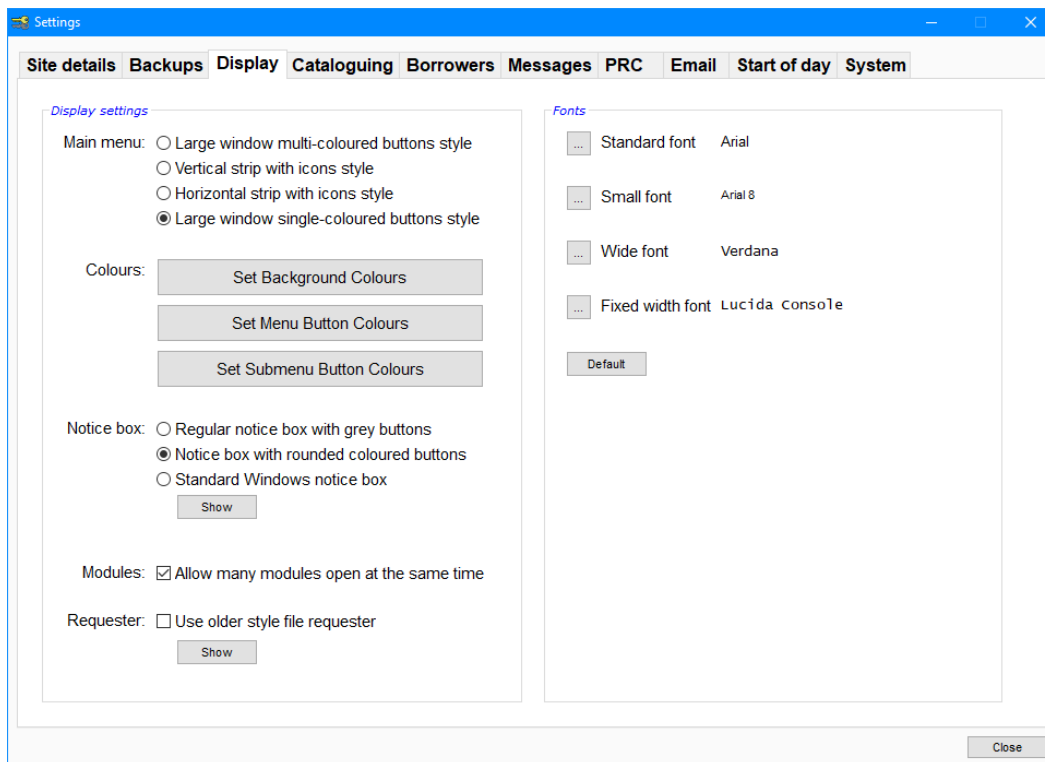 Settings
Site details Backups Display Cataloguing Borrowers Messages PRC Email Start of day System
Display settings
Main menu: Large window multi-coloured buttons style
Vertical strip with icons style
Horizontal strip with icons style
Large window single-coloured buttons style
Colours: Set Background Colours
Set Menu Button Colours
Set Submenu Button Colours
Notice box: Regular notice box with grey buttons
Notice box with rounded coloured buttons
Standard Windows notice box
Show
Modules: Allow many modules open at the same time
Requester: Use older style file requester
Show
Fonts
... Standard font Arial
... Small font Arial 8
... Wide font Verdana
... Fixed width font Lucida Console
Default
Close